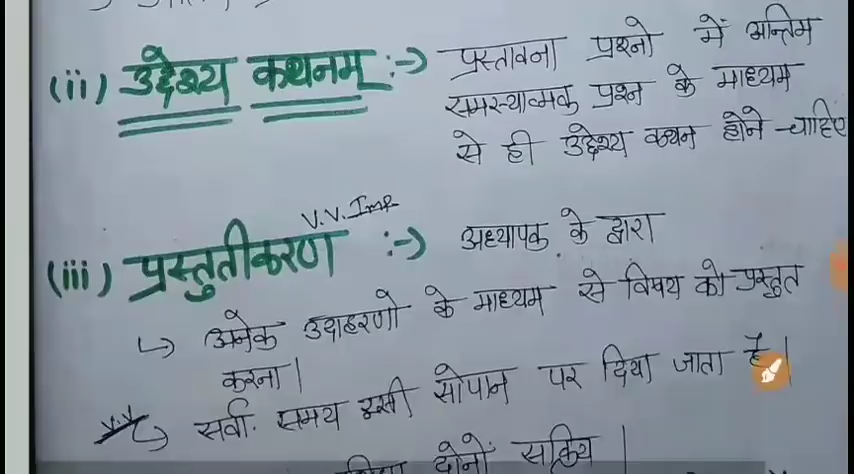 (ii) उद्देश्य कथनम् :-> प्रस्तावना प्रश्नो में अन्तिम
समस्यात्मक प्रश्न के माध्यम
से ही उद्देश्य कथन होने चाहिए
V.V. Imp
(iii) प्रस्तुतीकरण :-> अध्यापक के द्वारा
↳ अनेक उदाहरणो के माध्यम से विषय को प्रस्तुत
करना।
V.V ↳ सर्वा. समय इसी सोपान पर दिया जाता है।
दोनों सक्रिय।